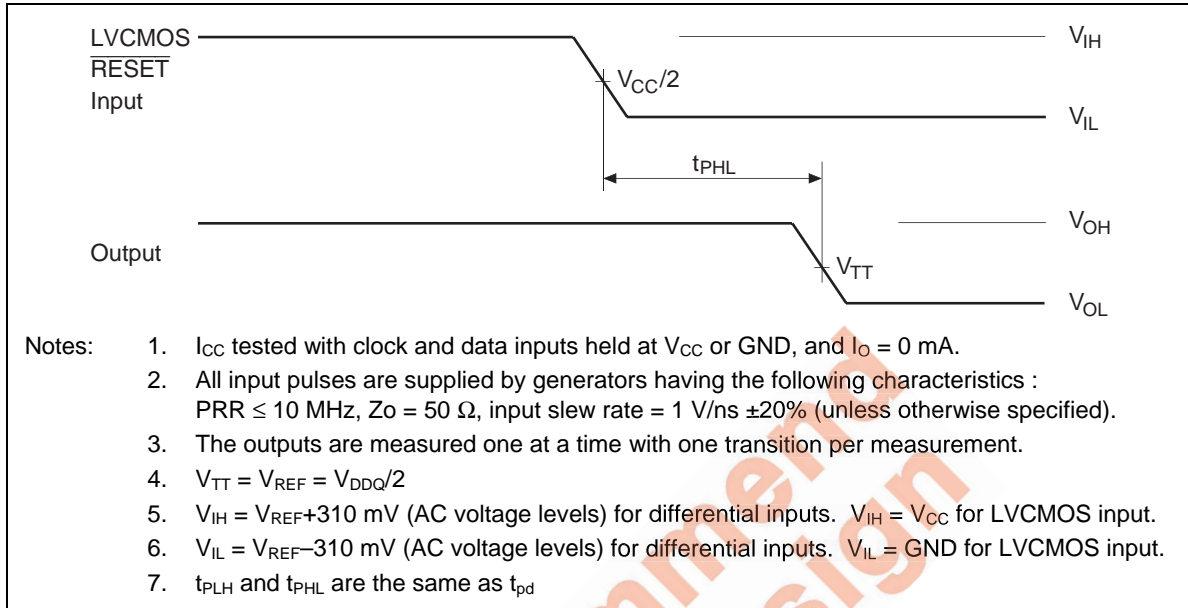 LVCMOS
RESET
Input
VIH
VCC/2
VIL
tPHL
Output
VOH
VTT
VOL
Notes: 1. ICC tested with clock and data inputs held at VCC or GND, and IO = 0 mA.
2. All input pulses are supplied by generators having the following characteristics :
PRR ≤ 10 MHz, Zo = 50 Ω, input slew rate = 1 V/ns ±20% (unless otherwise specified).
3. The outputs are measured one at a time with one transition per measurement.
4. VTT = VREF = VDDQ/2
5. VIH = VREF+310 mV (AC voltage levels) for differential inputs. VIH = VCC for LVCMOS input.
6. VIL = VREF–310 mV (AC voltage levels) for differential inputs. VIL = GND for LVCMOS input.
7. tPLH and tPHL are the same as tpd